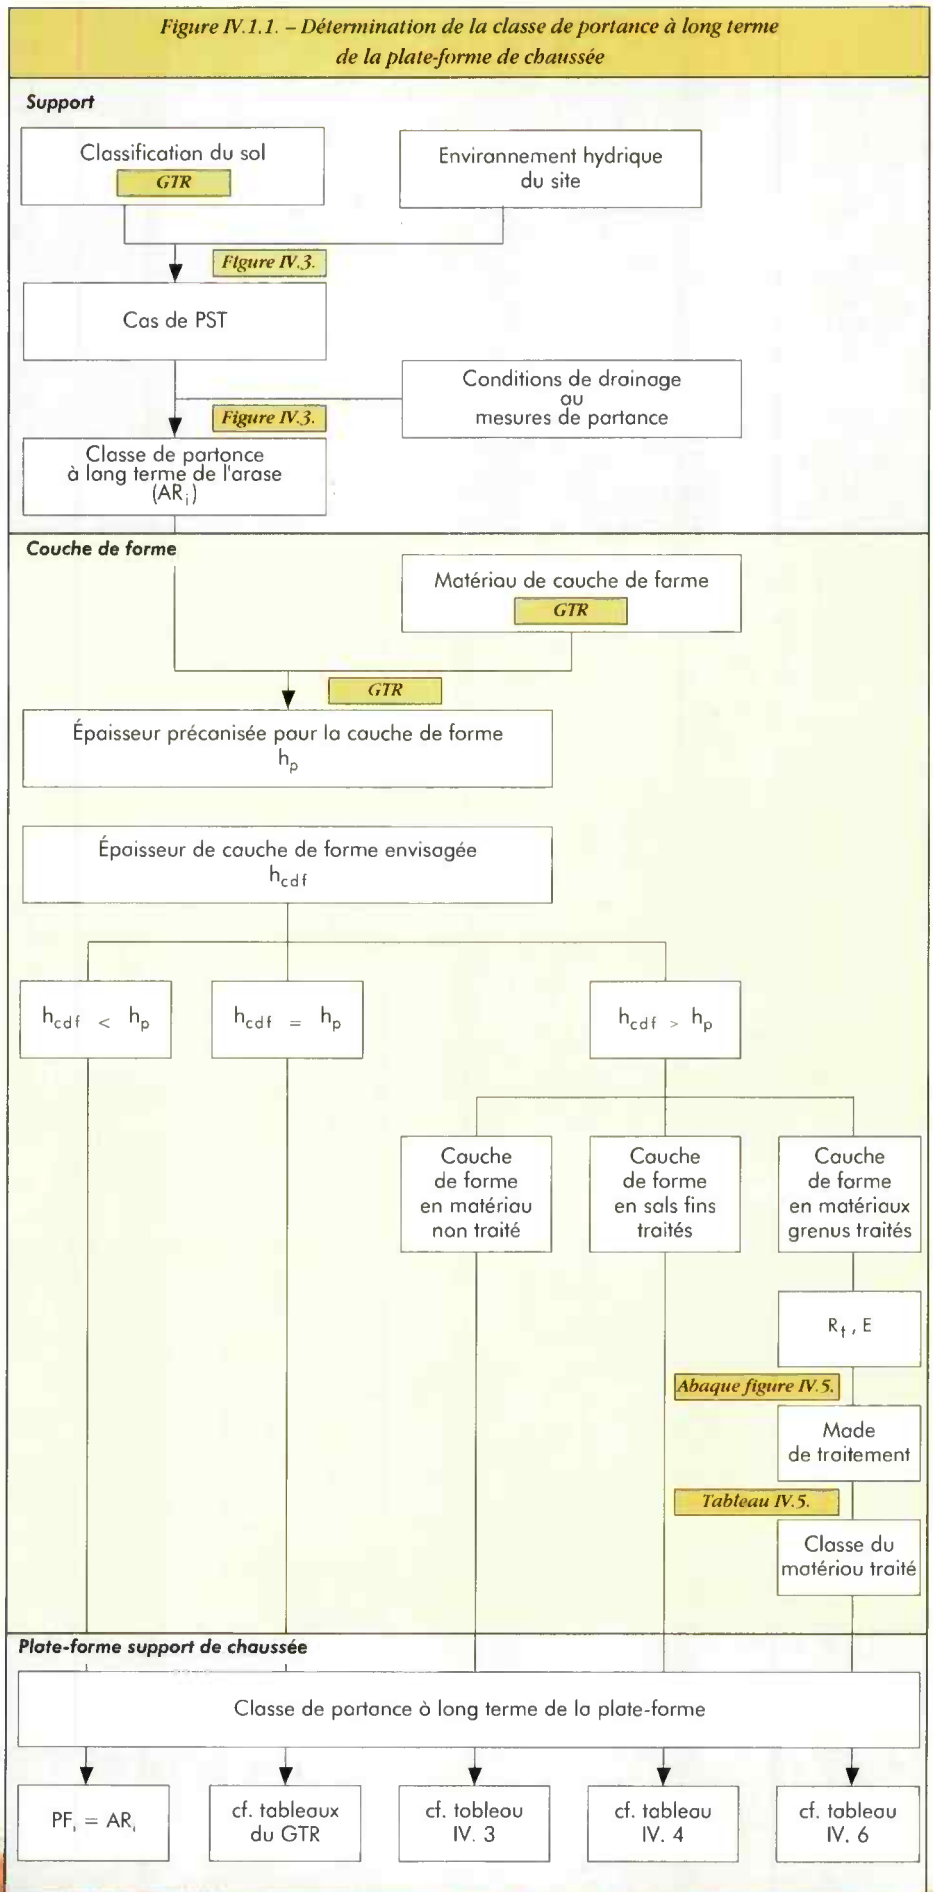 Figure IV.1.1. – Détermination de la classe de portance à long terme
de la plate-forme de chaussée
Support
Classification du sol
GTR
Environnement hydrique
du site
Figure IV.3.
Cas de PST
Conditions de drainage
ou
mesures de portance
Figure IV.3.
Classe de portance
à long terme de l'arase
(ARi)
Couche de forme
Matériau de couche de forme
GTR
GTR
Épaisseur préconisée pour la couche de forme
hp
Épaisseur de couche de forme envisagée
hcdf
hcdf < hp
hcdf = hp
hcdf > hp
Couche
de forme
en matériau
non traité
Couche
de forme
en sols fins
traités
Couche
de forme
en matériaux
grenus traités
Rt, E
Abaque figure IV.5.
Mode
de traitement
Tableau IV.5.
Classe du
matériau traité
Plate-forme support de chaussée
Classe de portance à long terme de la plate-forme
PFi = ARi
cf. tableaux
du GTR
cf. tableau
IV. 3
cf. tableau
IV. 4
cf. tableau
IV. 6